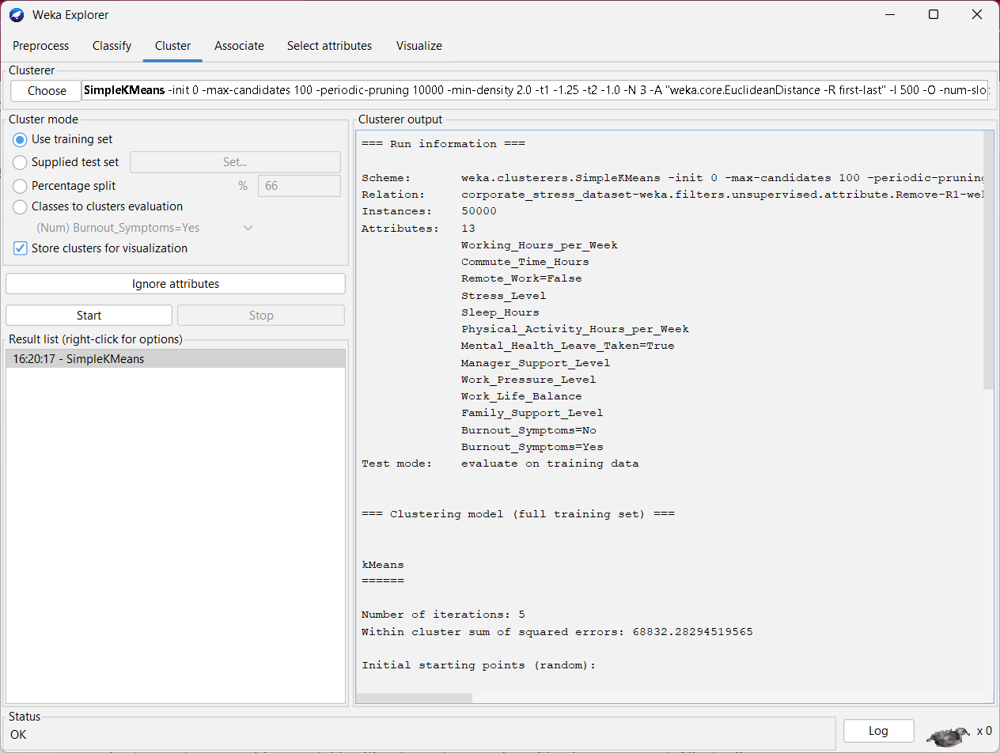 Weka Explorer
Preprocess Classify Cluster Associate Select attributes Visualize
Clusterer
Choose SimpleKMeans -init 0 -max-candidates 100 -periodic-pruning 10000 -min-density 2.0 -t1 -1.25 -t2 -1.0 -N 3 -A "weka.core.EuclideanDistance -R first-last" -I 500 -O -num-slo
Cluster mode
Use training set
Supplied test set Set...
Percentage split % 66
Classes to clusters evaluation
(Num) Burnout_Symptoms=Yes
Store clusters for visualization
Ignore attributes
Start Stop
Result list (right-click for options)
16:20:17 - SimpleKMeans
Clusterer output
=== Run information ===
Scheme: weka.clusterers.SimpleKMeans -init 0 -max-candidates 100 -periodic-pruning
Relation: corporate_stress_dataset-weka.filters.unsupervised.attribute.Remove-R1-wek
Instances: 50000
Attributes: 13
Working_Hours_per_Week
Commute_Time_Hours
Remote_Work=False
Stress_Level
Sleep_Hours
Physical_Activity_Hours_per_Week
Mental_Health_Leave_Taken=True
Manager_Support_Level
Work_Pressure_Level
Work_Life_Balance
Family_Support_Level
Burnout_Symptoms=No
Burnout_Symptoms=Yes
Test mode: evaluate on training data
=== Clustering model (full training set) ===
kMeans
======
Number of iterations: 5
Within cluster sum of squared errors: 68832.28294519565
Initial starting points (random):
Status
OK
Log x 0